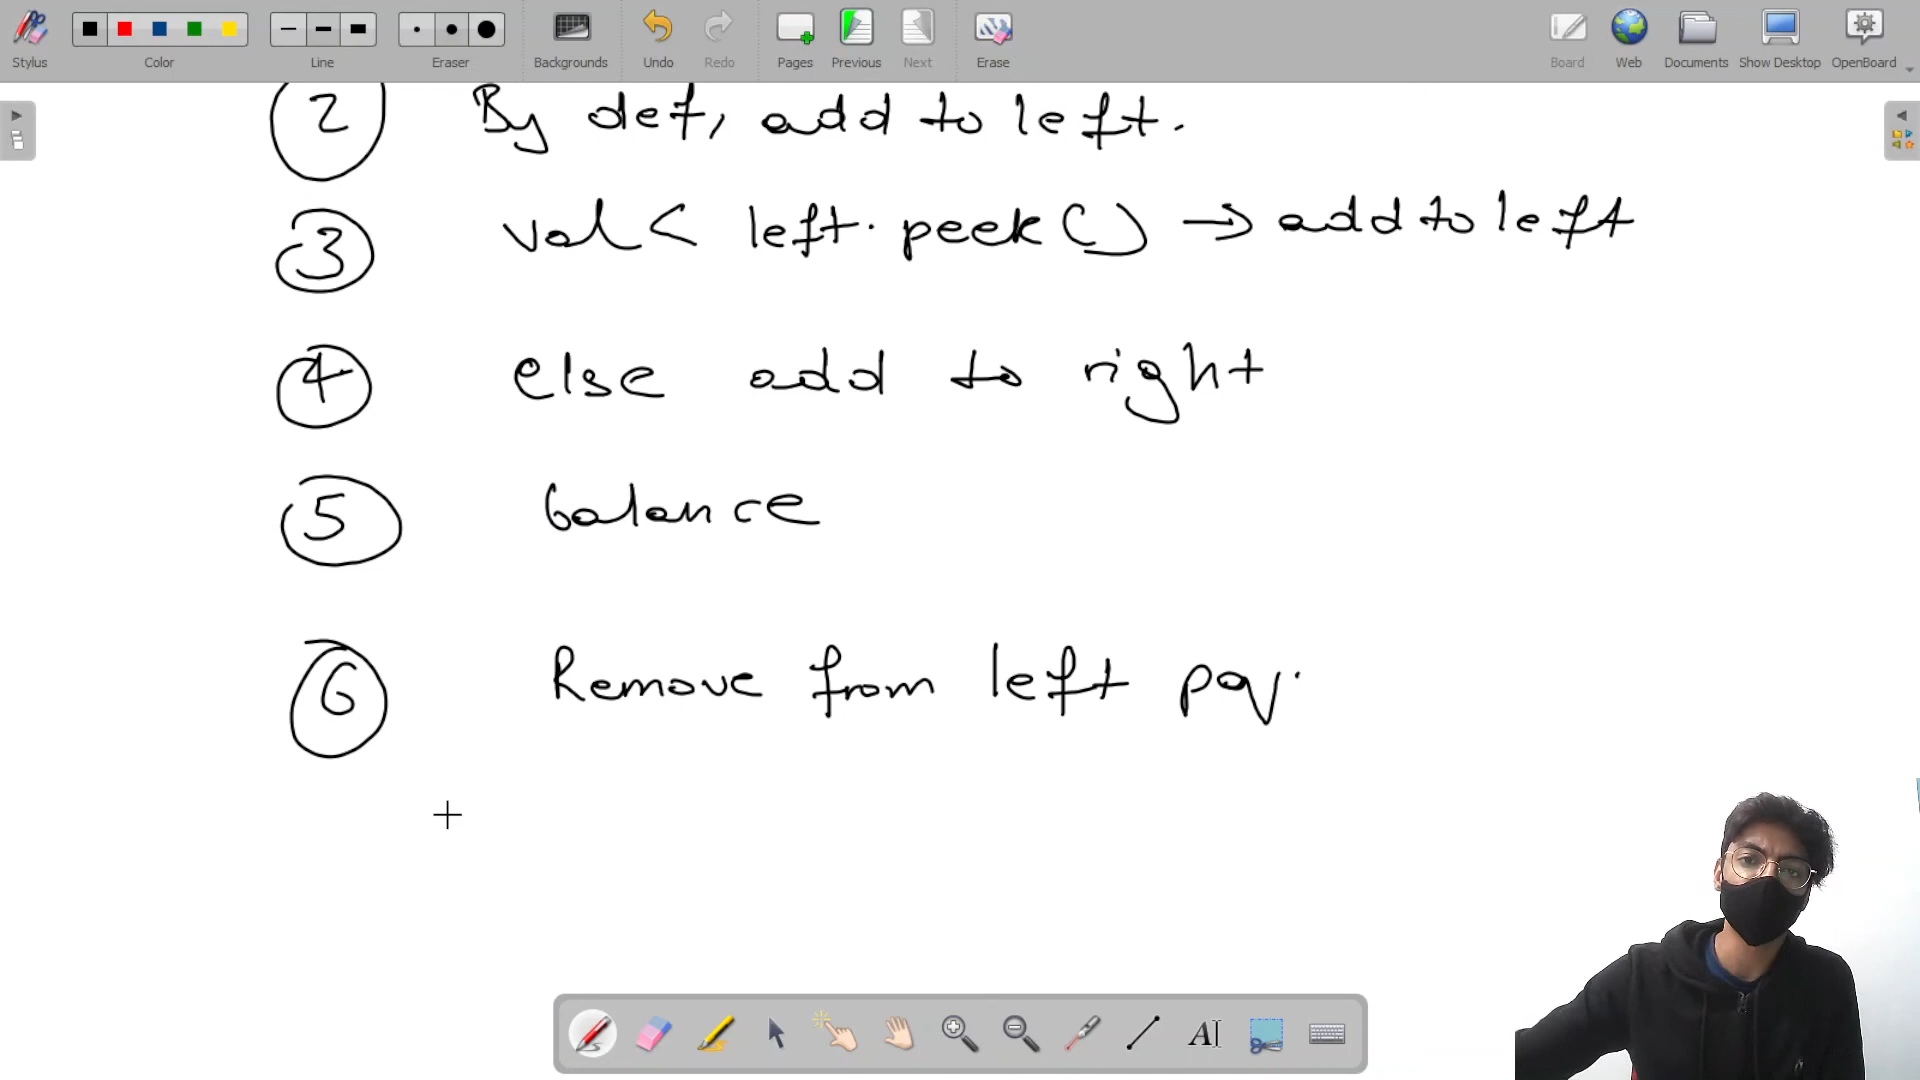 Stylus
Color
Line
Eraser
Backgrounds
Undo
Redo
Pages
Previous
Next
Erase
Board
Web
Documents
Show Desktop
OpenBoard
2 By def, add to left.
3 val < left.peek() → add to left
4 else add to right
5 balance
6 Remove from left pq.
AI